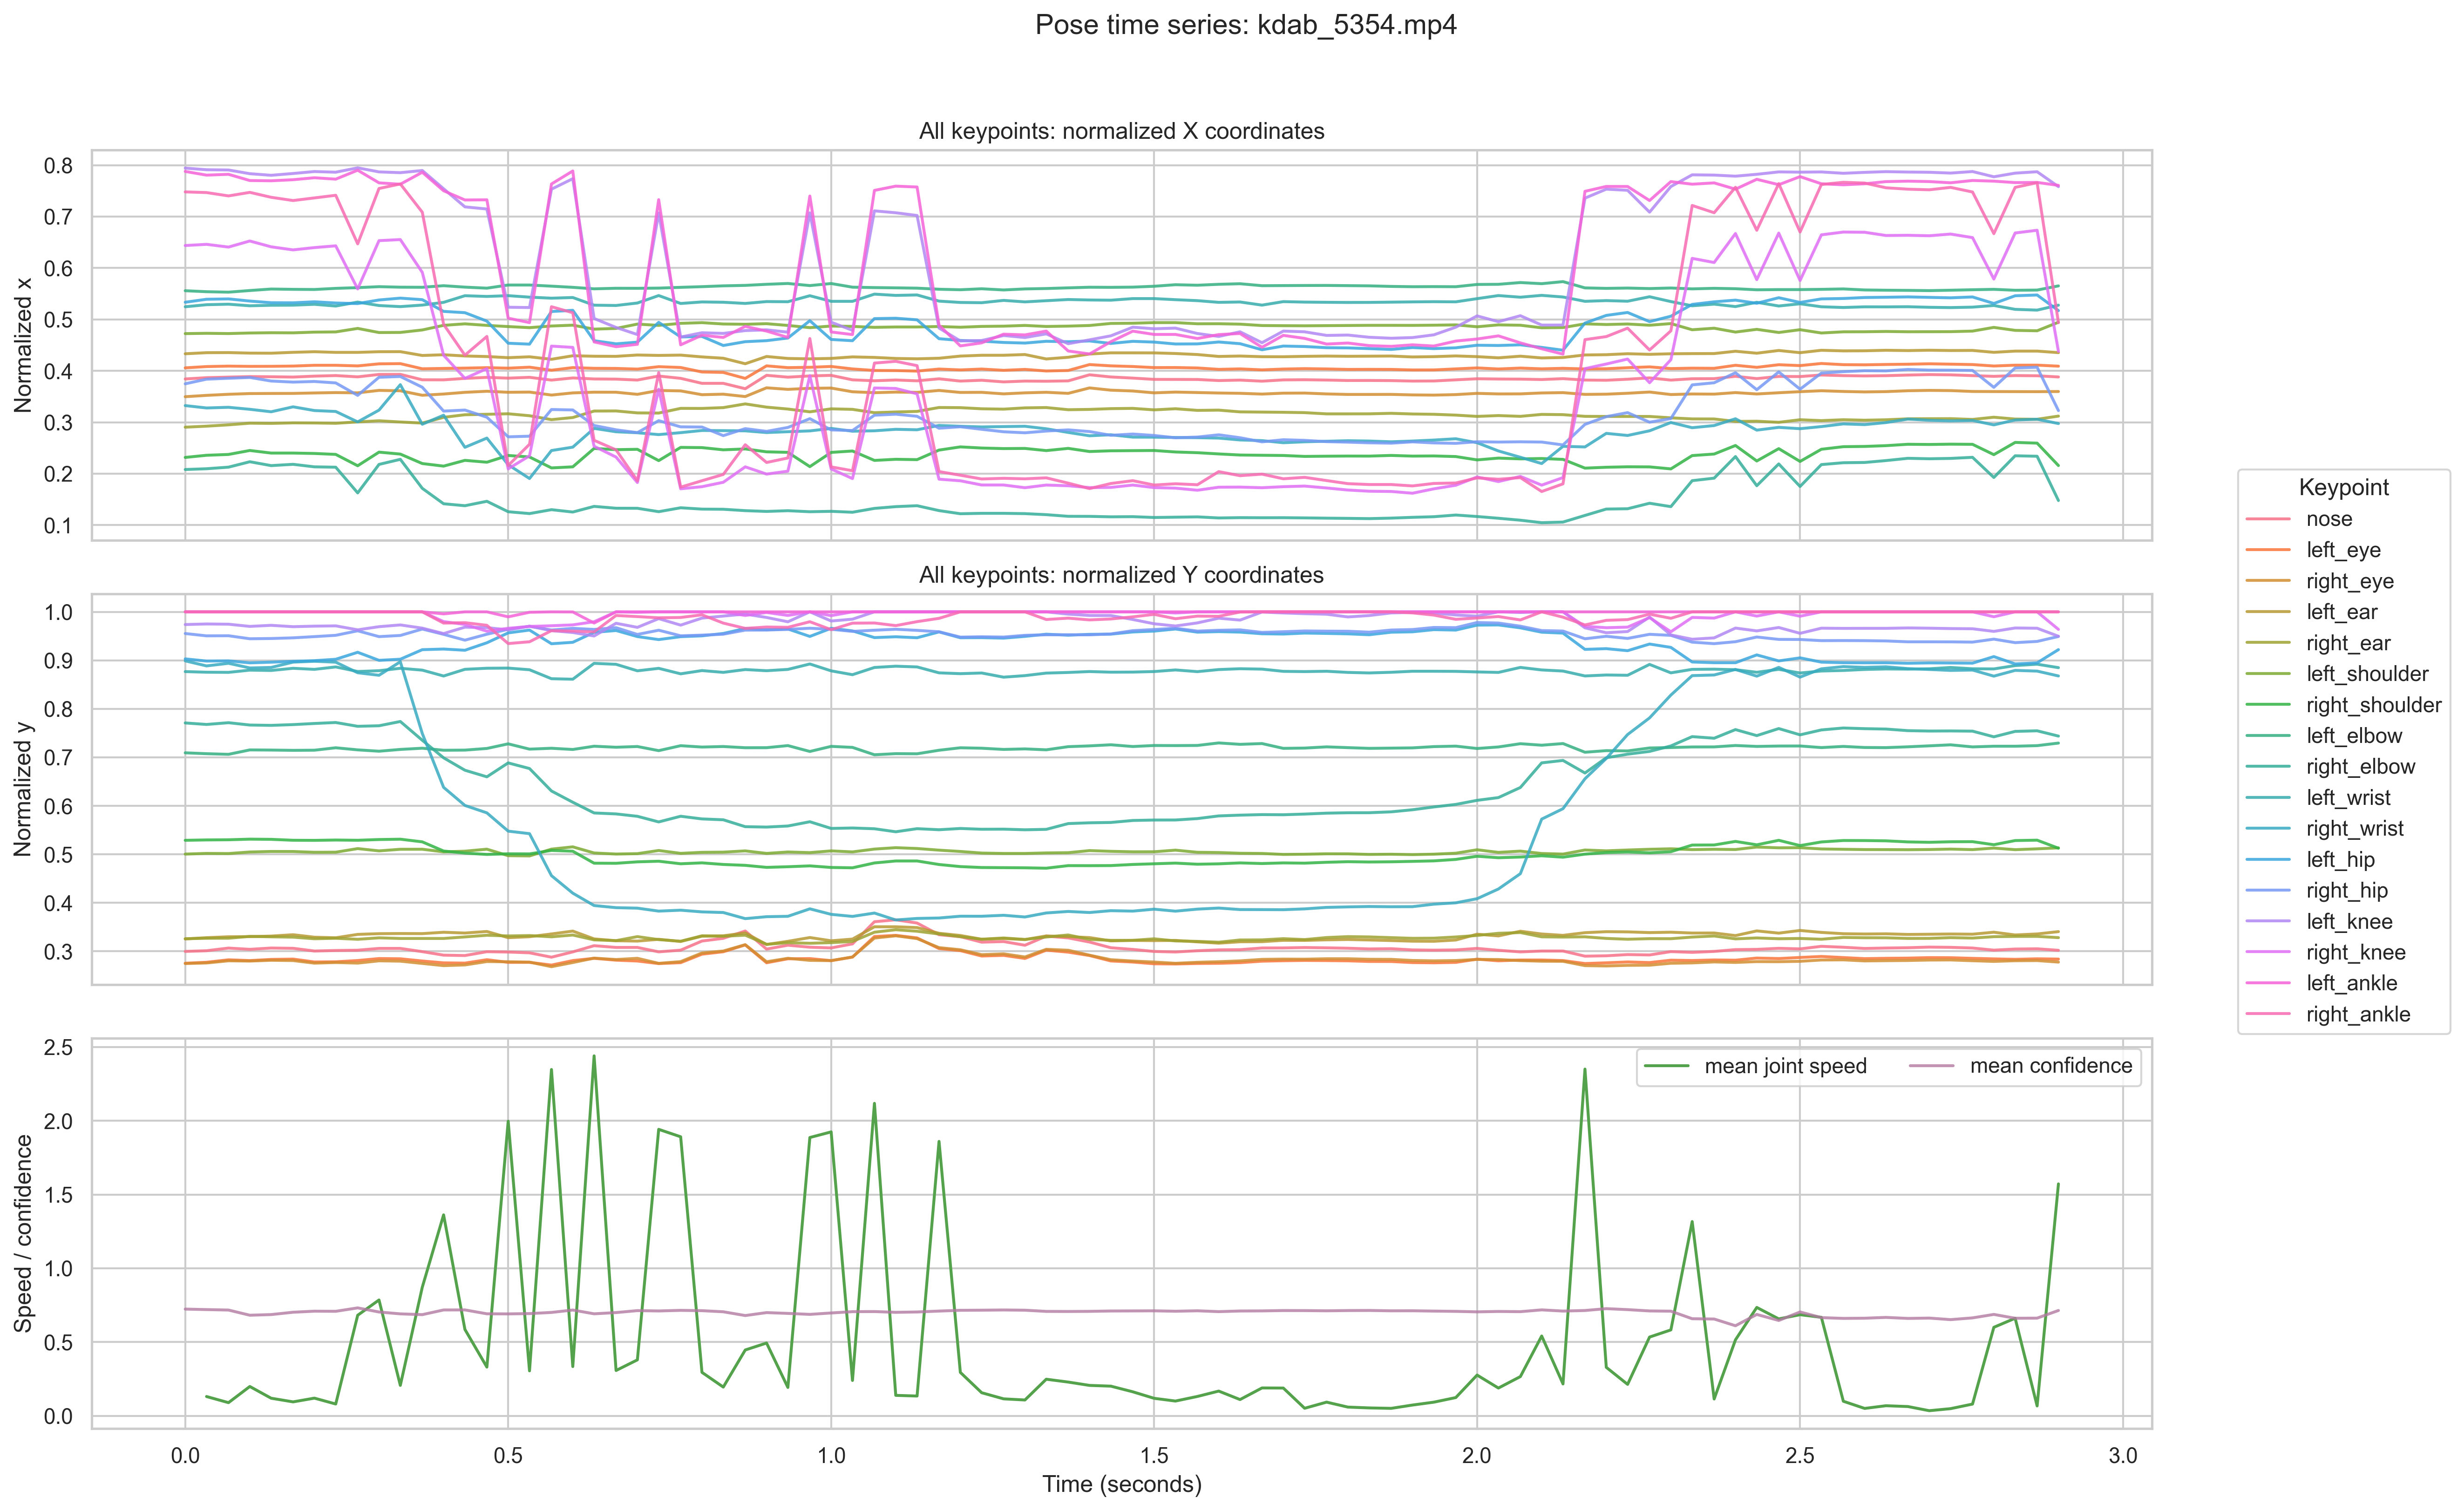 Pose time series: kdab_5354.mp4
All keypoints: normalized X coordinates
Normalized x
0.8
0.7
0.6
0.5
0.4
0.3
0.2
0.1
All keypoints: normalized Y coordinates
Normalized y
1.0
0.9
0.8
0.7
0.6
0.5
0.4
0.3
Keypoint
nose
left_eye
right_eye
left_ear
right_ear
left_shoulder
right_shoulder
left_elbow
right_elbow
left_wrist
right_wrist
left_hip
right_hip
left_knee
right_knee
left_ankle
right_ankle
Speed / confidence
2.5
2.0
1.5
1.0
0.5
0.0
mean joint speed mean confidence
0.0 0.5 1.0 1.5 2.0 2.5 3.0
Time (seconds)